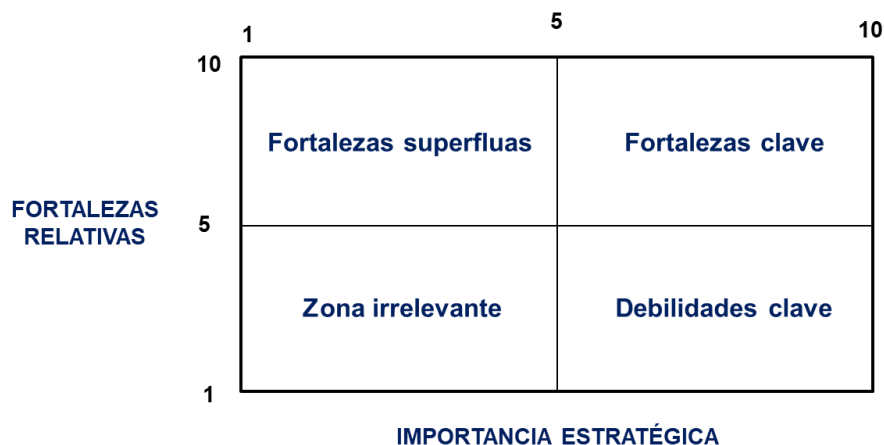 1
5
10
10
Fortalezas superfluas
Fortalezas clave
FORTALEZAS
RELATIVAS
5
Zona irrelevante
Debilidades clave
1
IMPORTANCIA ESTRATÉGICA